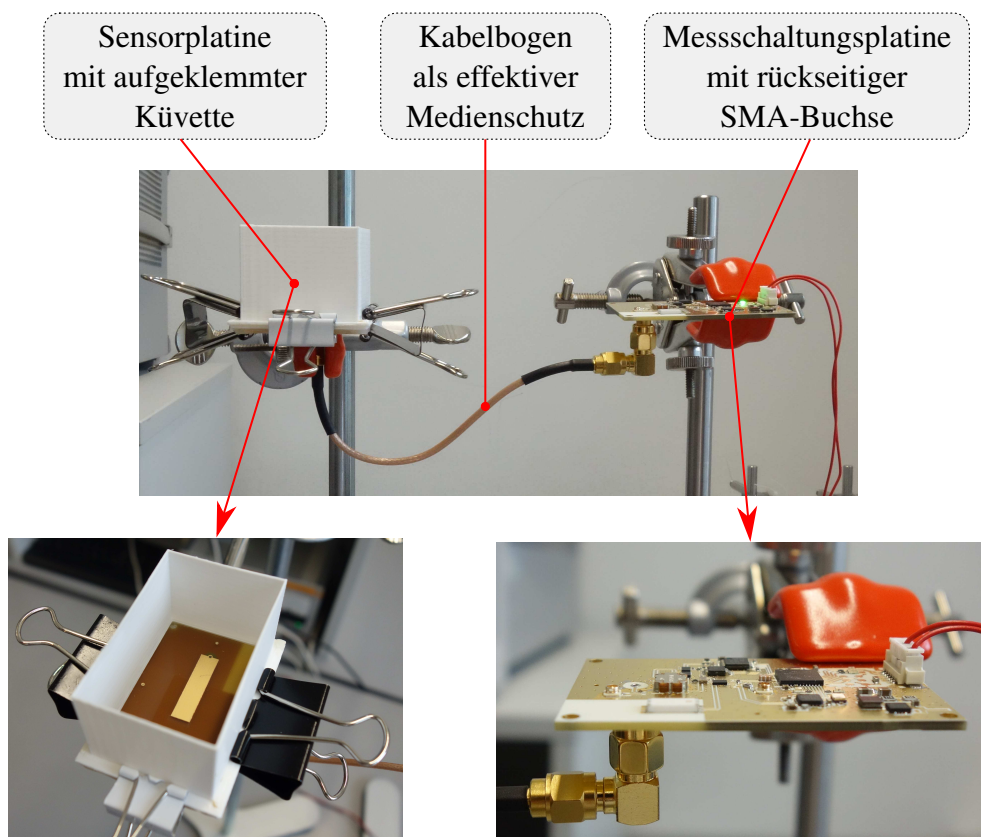 Sensorplatine
mit aufgeklemmter
Küvette
Kabelbogen
als effektiver
Medienschutz
Messschaltungsplatine
mit rückseitiger
SMA-Buchse